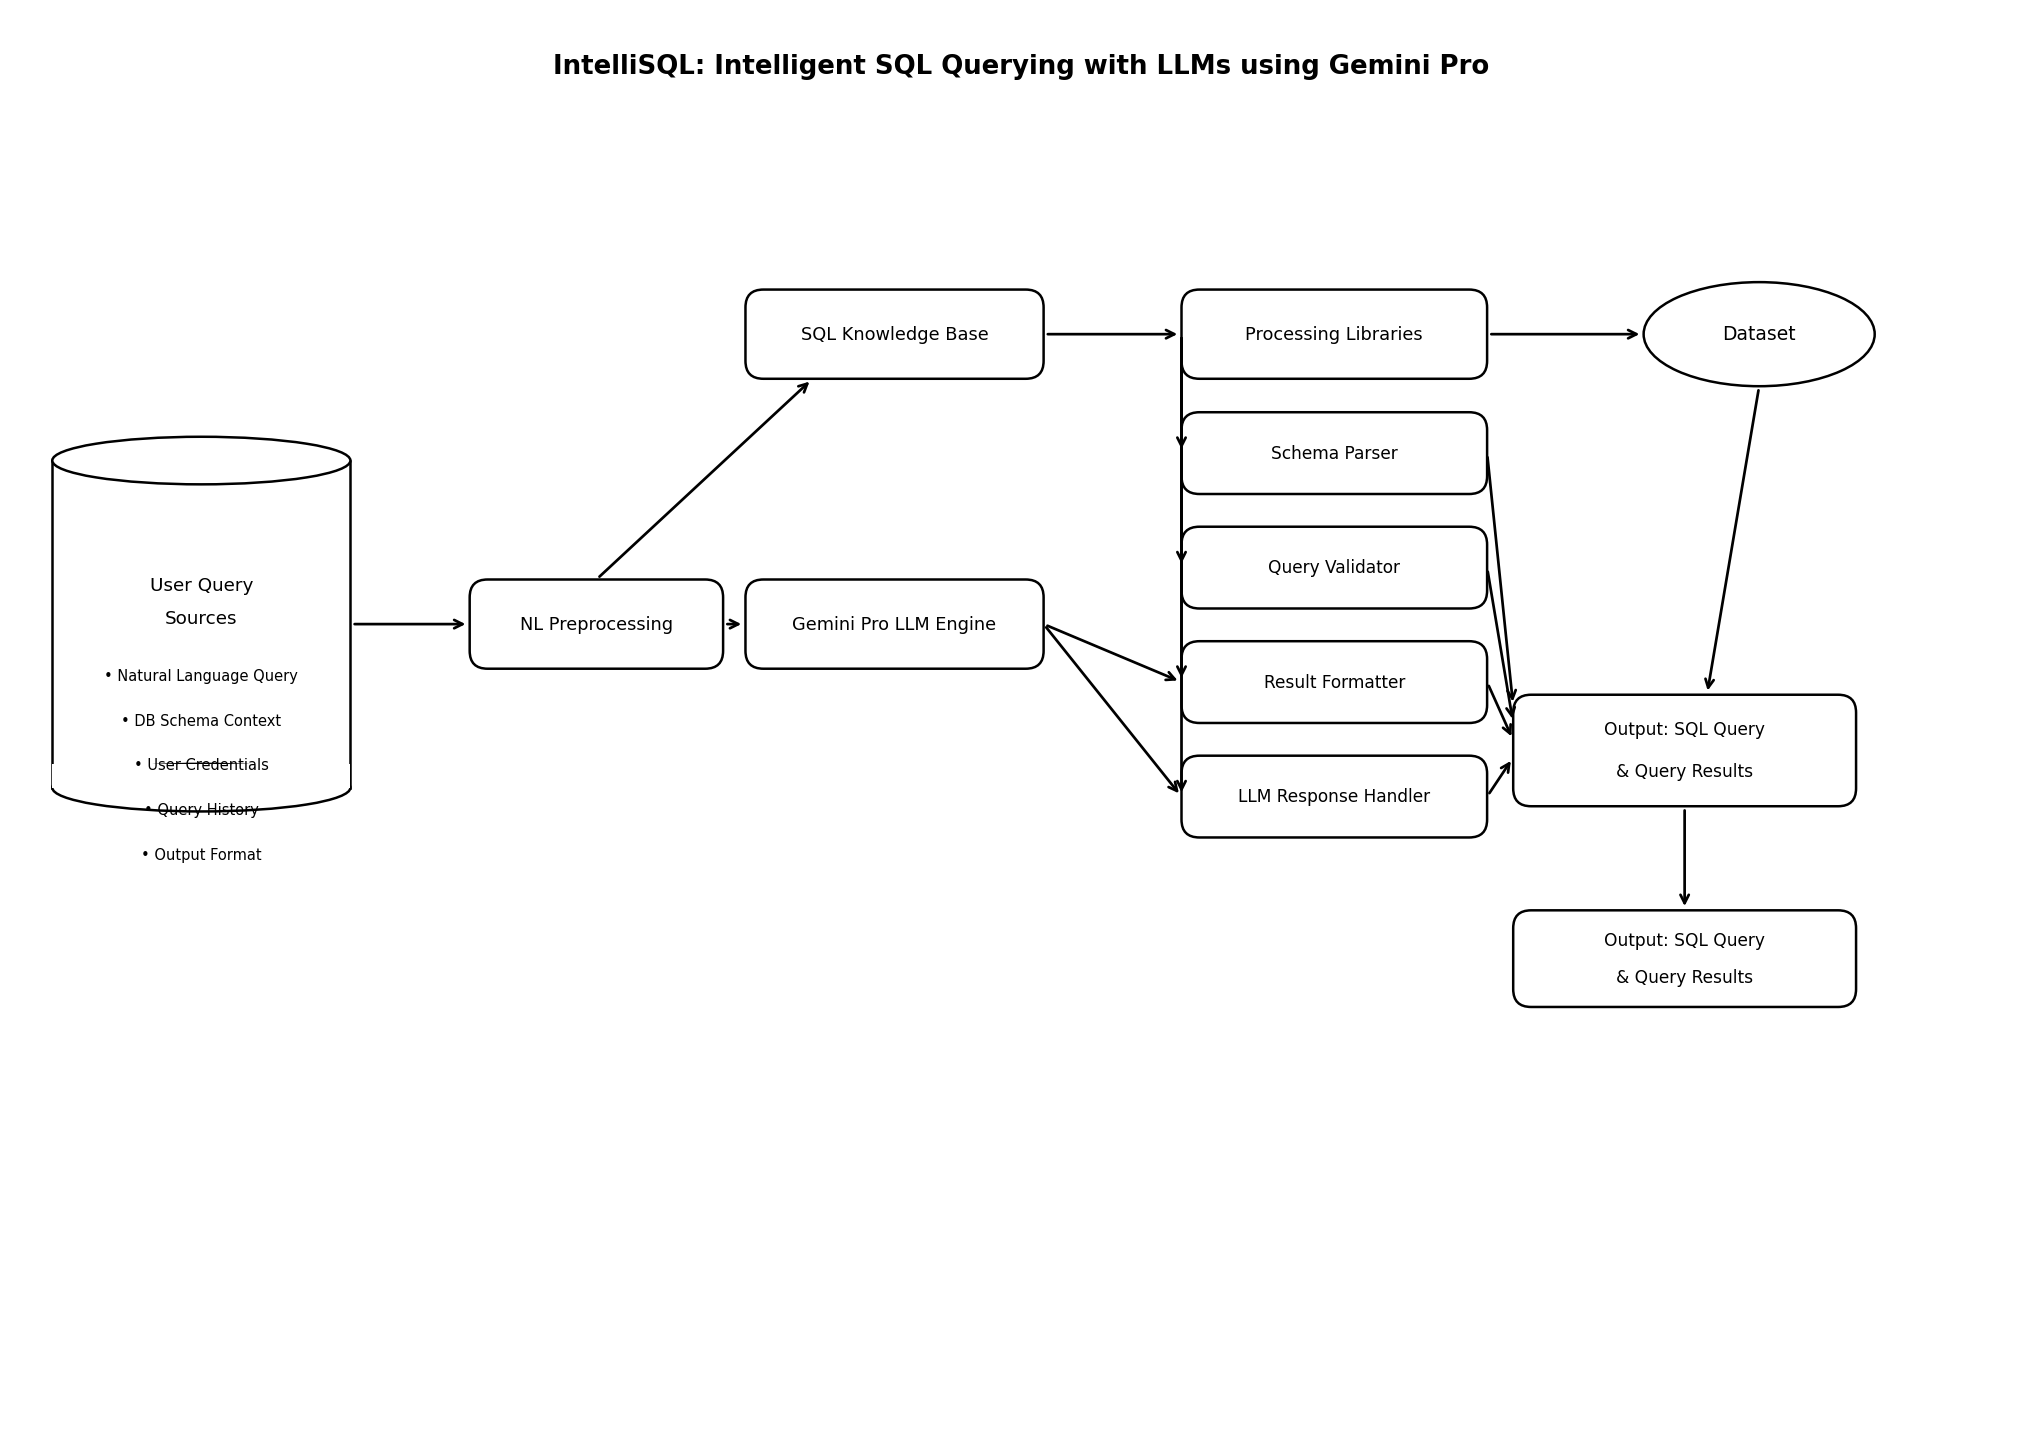 IntelliSQL: Intelligent SQL Querying with LLMs using Gemini Pro
User Query
Sources
• Natural Language Query
• DB Schema Context
• User Credentials
• Query History
• Output Format
NL Preprocessing
SQL Knowledge Base
Gemini Pro LLM Engine
Processing Libraries
Schema Parser
Query Validator
Result Formatter
LLM Response Handler
Dataset
Output: SQL Query
& Query Results
Output: SQL Query
& Query Results